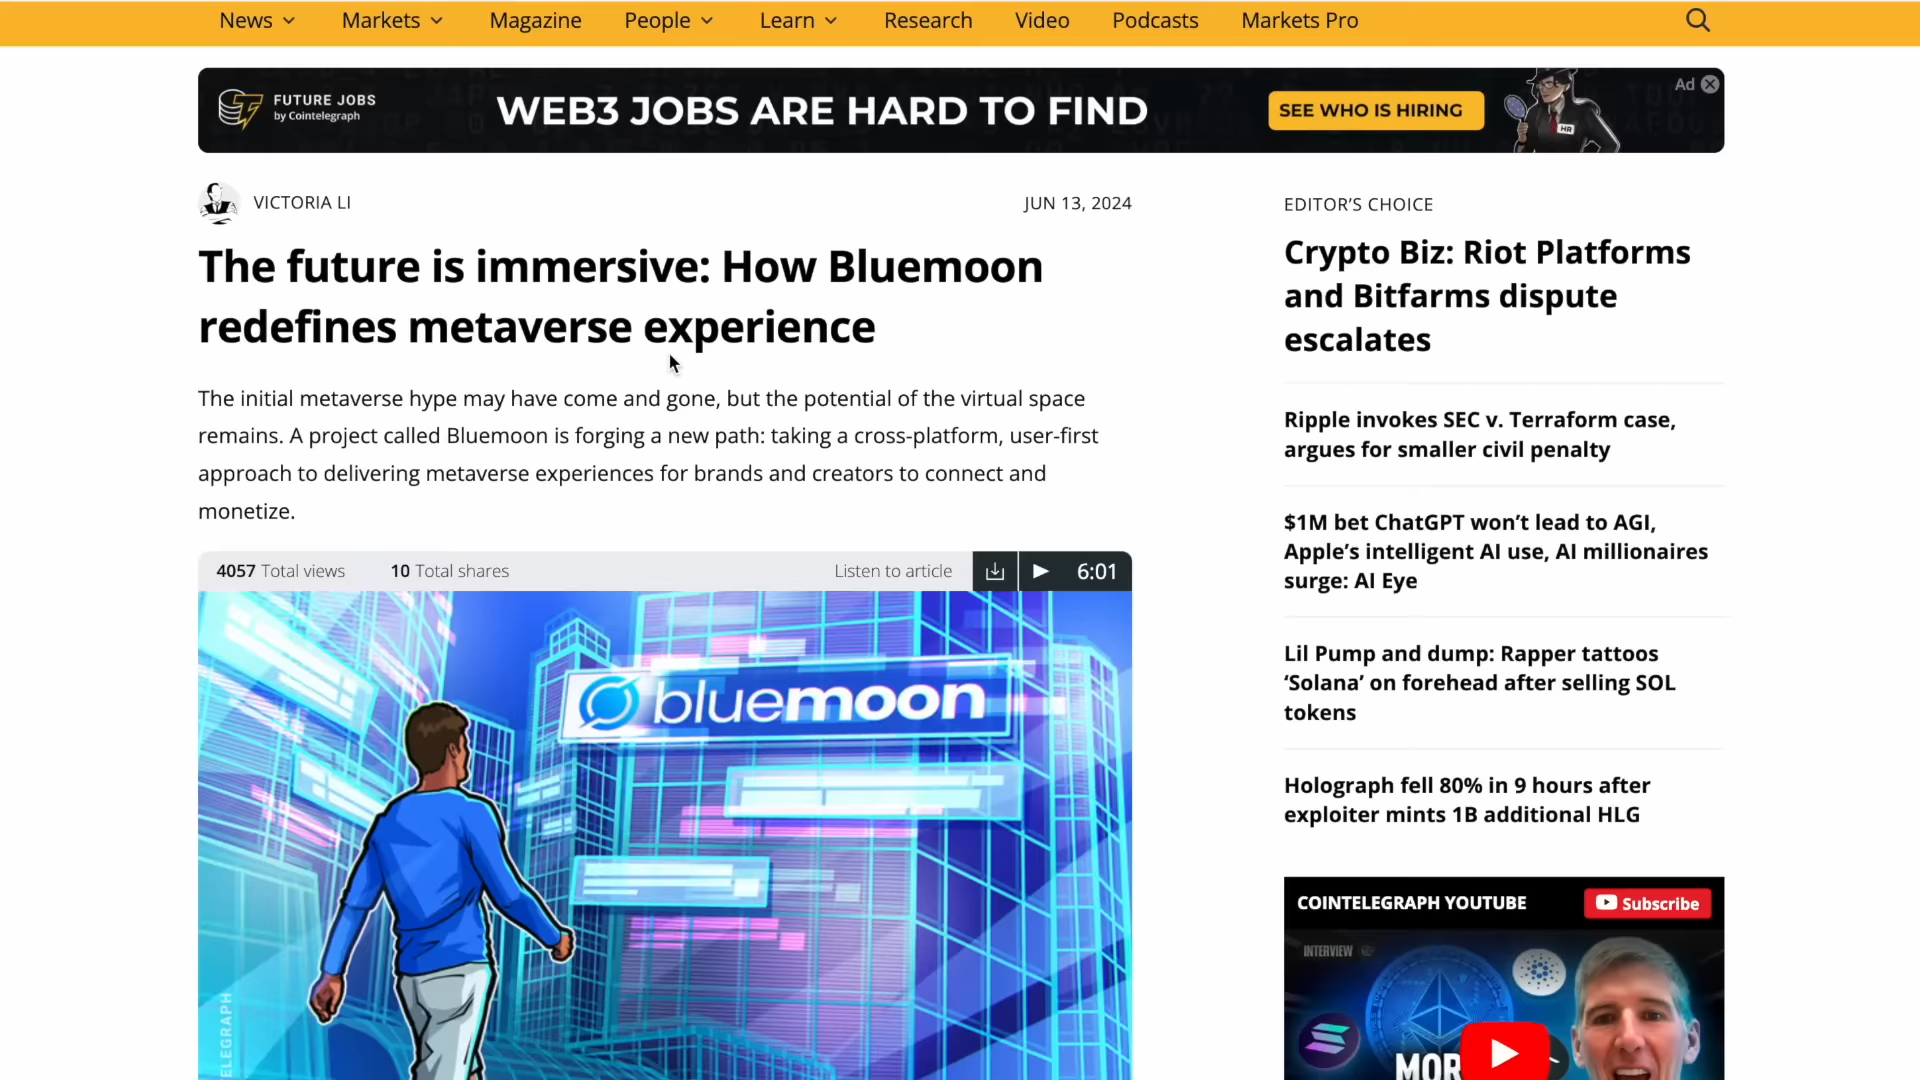 News Markets Magazine People Learn Research Video Podcasts Markets Pro
FUTURE JOBS
by Cointelegraph
WEB3 JOBS ARE HARD TO FIND
SEE WHO IS HIRING
HR
Ad
VICTORIA LI
JUN 13, 2024
The future is immersive: How Bluemoon
redefines metaverse experience
The initial metaverse hype may have come and gone, but the potential of the virtual space
remains. A project called Bluemoon is forging a new path: taking a cross-platform, user-first
approach to delivering metaverse experiences for brands and creators to connect and
monetize.
4057 Total views 10 Total shares Listen to article 6:01
bluemoon
ELEGRAPH
EDITOR’S CHOICE
Crypto Biz: Riot Platforms
and Bitfarms dispute
escalates
Ripple invokes SEC v. Terraform case,
argues for smaller civil penalty
$1M bet ChatGPT won’t lead to AGI,
Apple’s intelligent AI use, AI millionaires
surge: AI Eye
Lil Pump and dump: Rapper tattoos
‘Solana’ on forehead after selling SOL
tokens
Holograph fell 80% in 9 hours after
exploiter mints 1B additional HLG
COINTELEGRAPH YOUTUBE
Subscribe
INTERVIEW
MOR